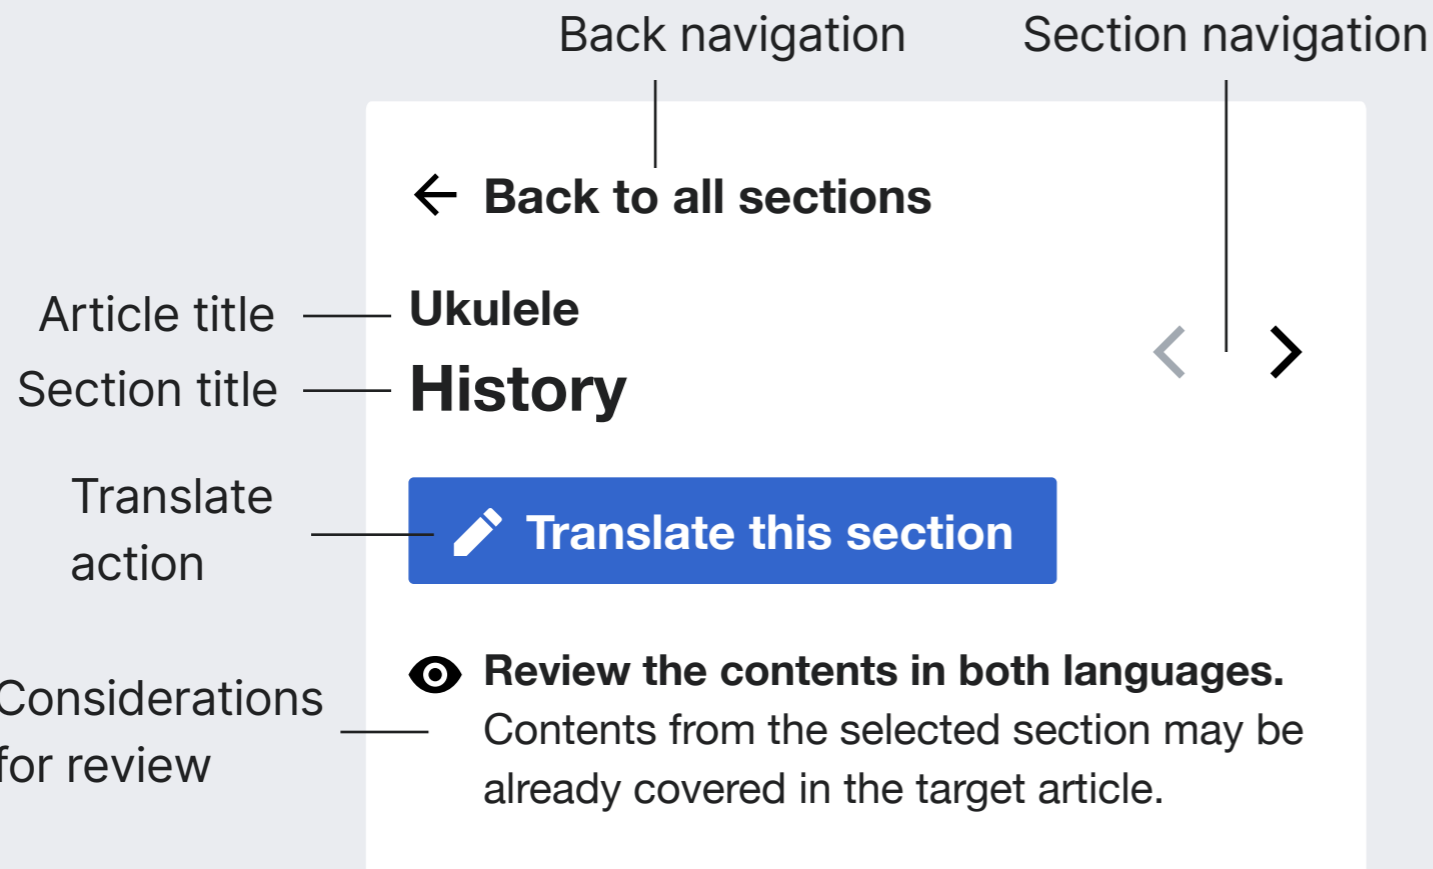 Back navigation
Section navigation
Back to all sections
Article title
Ukulele
Section title
History
Translate
action
Translate this section
Considerations
for review
Review the contents in both languages.
Contents from the selected section may be
already covered in the target article.